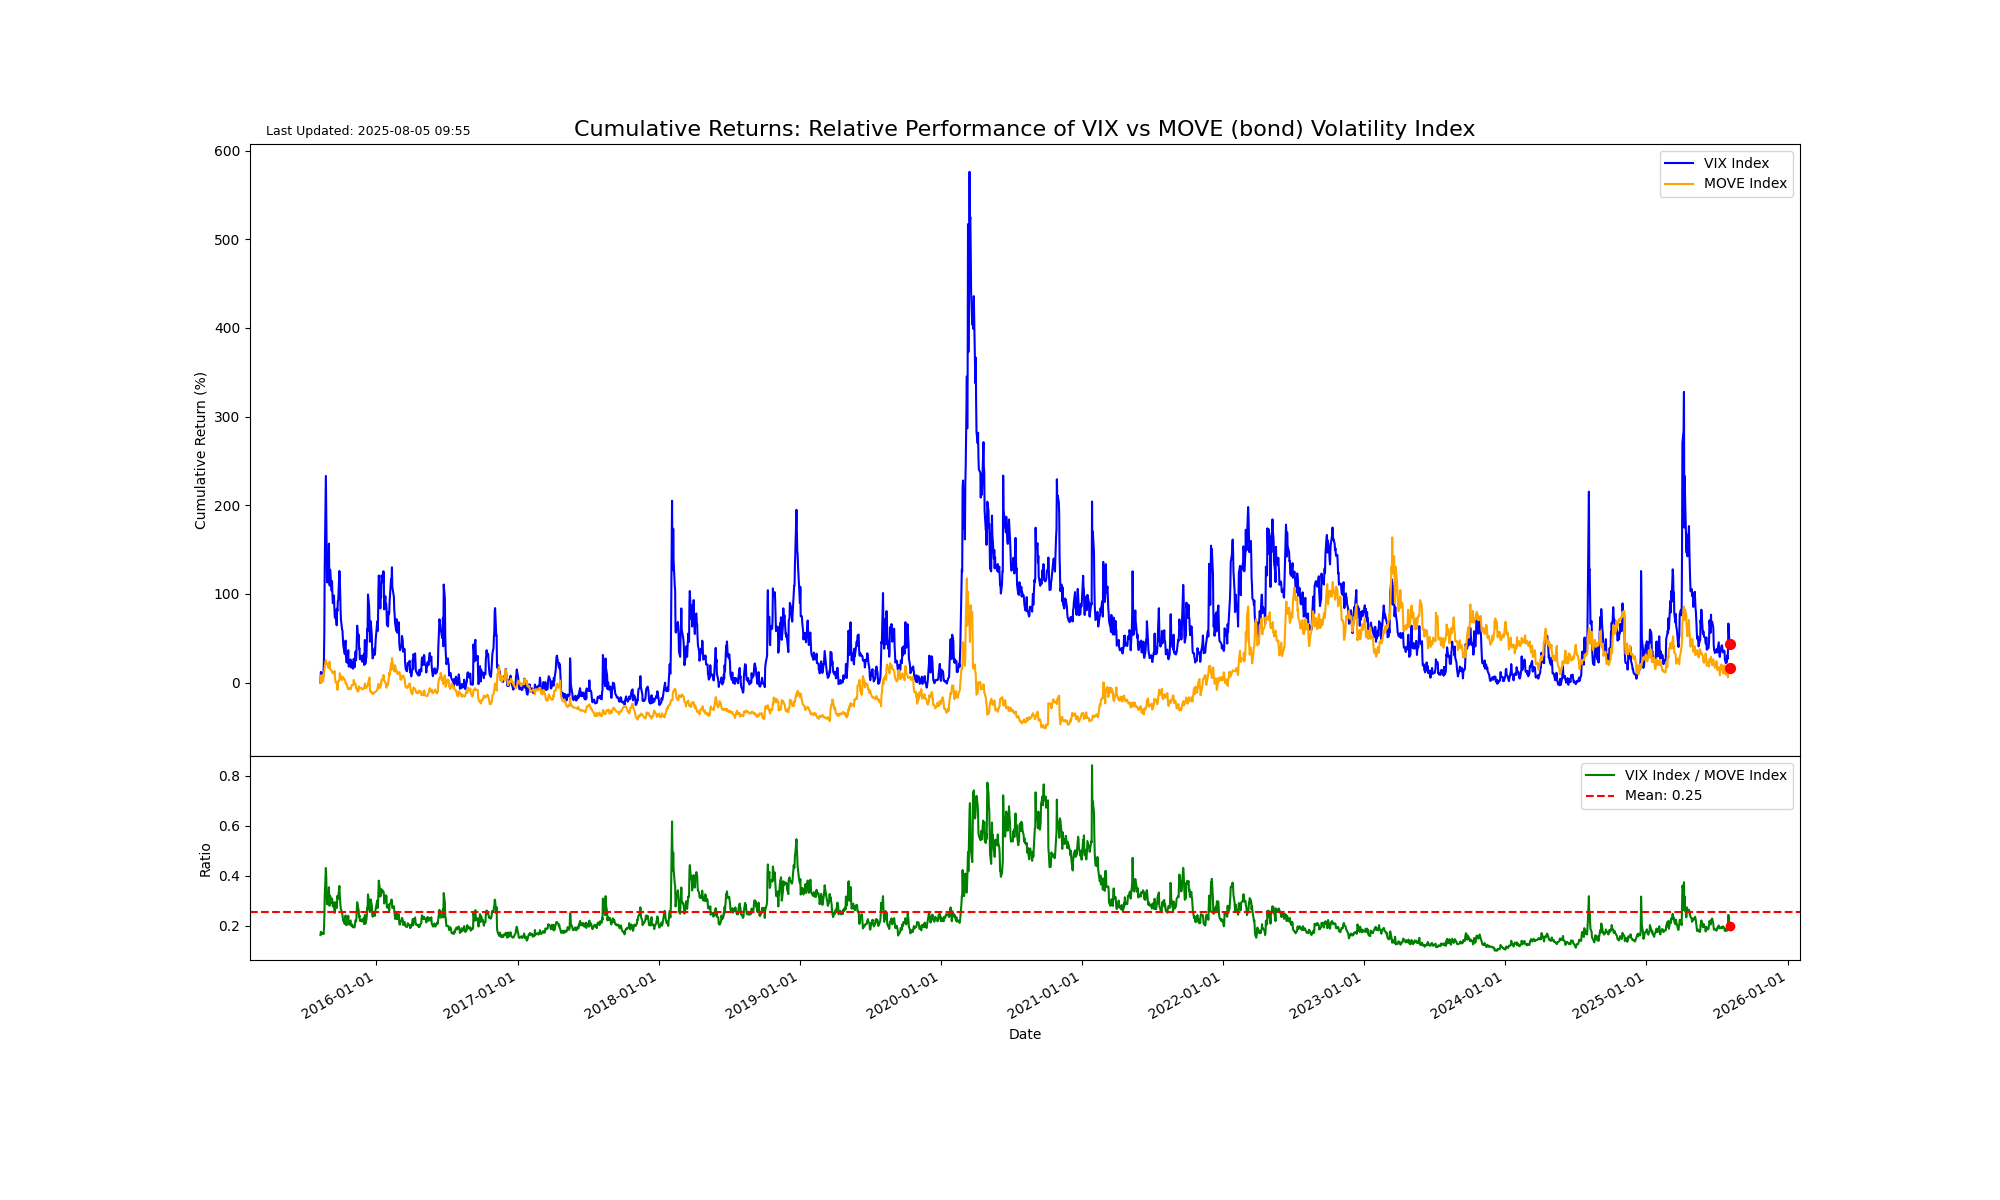 Last Updated: 2025-08-05 09:55
Cumulative Returns: Relative Performance of VIX vs MOVE (bond) Volatility Index
VIX Index
MOVE Index
Cumulative Return (%)
600
500
400
300
200
100
0
VIX Index / MOVE Index
Mean: 0.25
Ratio
0.8
0.6
0.4
0.2
2016-01-01
2017-01-01
2018-01-01
2019-01-01
2020-01-01
2021-01-01
2022-01-01
2023-01-01
2024-01-01
2025-01-01
2026-01-01
Date